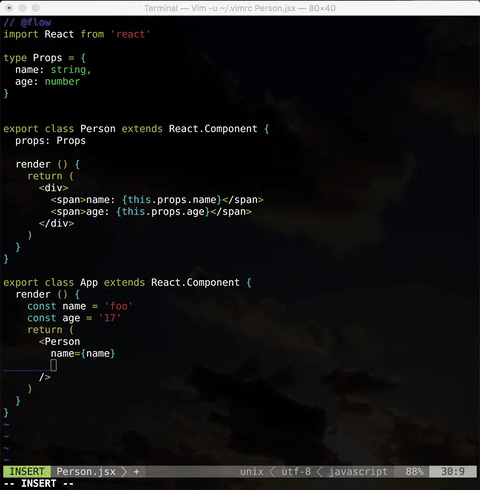 Terminal — Vim -u ~/.vimrc Person.jsx — 80×40
// @flow
import React from 'react'
type Props = {
  name: string,
  age: number
}
export class Person extends React.Component {
  props: Props
  render () {
    return (
      <div>
        <span>name: {this.props.name}</span>
        <span>age: {this.props.age}</span>
      </div>
    )
  }
}
export class App extends React.Component {
  render () {
    const name = 'foo'
    const age = '17'
    return (
      <Person
        name={name}
      />
    )
  }
}
~
~
~
~
INSERT Person.jsx > + unix < utf-8 < javascript 88% 30:9
-- INSERT --